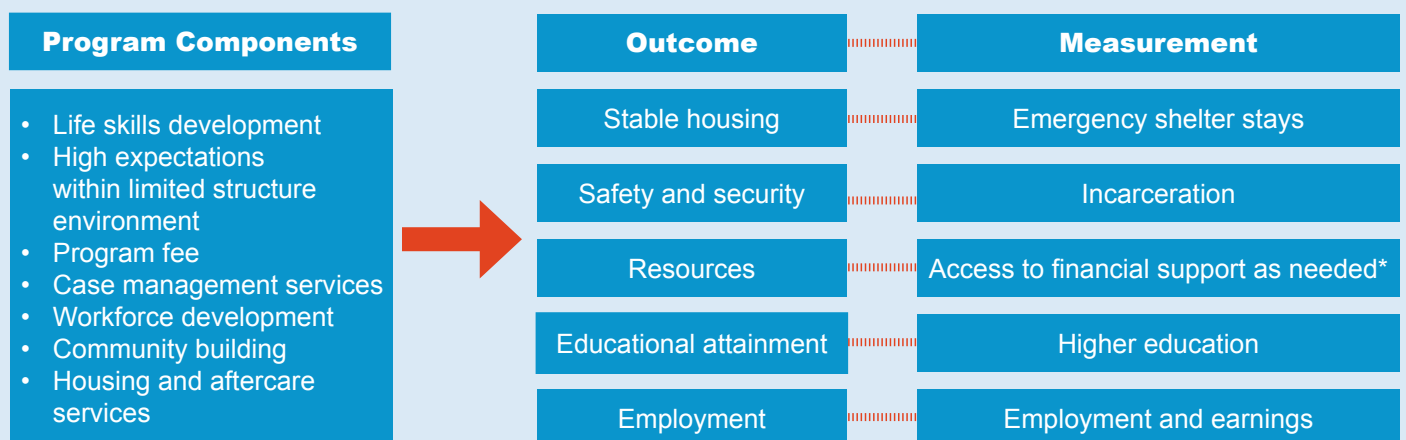 Program Components
• Life skills development
• High expectations
within limited structure
environment
• Program fee
• Case management services
• Workforce development
• Community building
• Housing and aftercare
services
Outcome
Measurement
Stable housing
Emergency shelter stays
Safety and security
Incarceration
Resources
Access to financial support as needed*
Educational attainment
Higher education
Employment
Employment and earnings